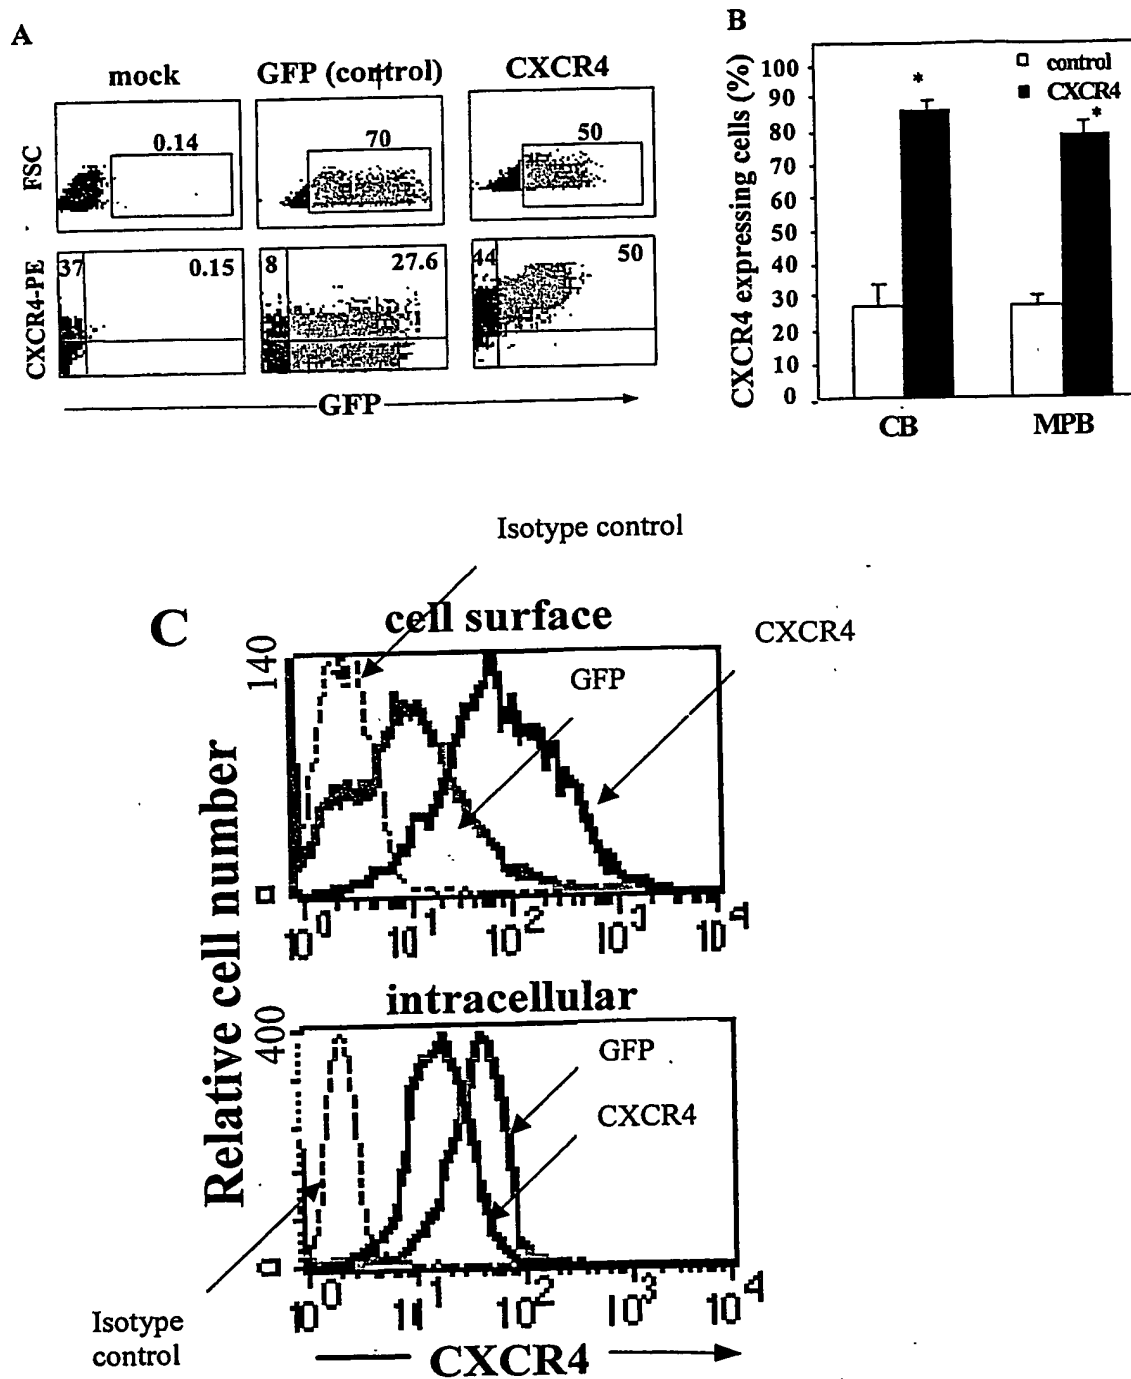 A
mock
GFP (control)
CXCR4
FSC
0.14
70
50
CXCR4-PE
37
0.15
8
27.6
44
50
GFP
B
CXCR4 expressing cells (%)
100
90
80
70
60
50
40
30
20
10
0
control
CXCR4
*
*
CB
MPB
C
Isotype control
cell surface
CXCR4
GFP
140
0
10^0
10^1
10^2
10^3
10^4
Relative cell number
intracellular
400
GFP
CXCR4
0
10^0
10^1
10^2
10^3
10^4
Isotype
control
CXCR4